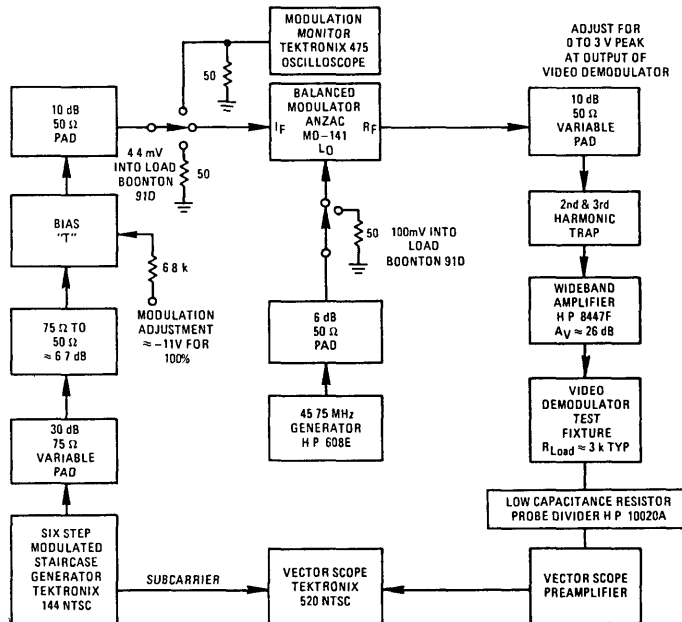 MODULATION
MONITOR
TEKTRONIX 475
OSCILLOSCOPE
50
ADJUST FOR
0 TO 3 V PEAK
AT OUTPUT OF
VIDEO DEMODULATOR
10 dB
50 Ω
PAD
44 mV
INTO LOAD
BOONTON
91D
50
BALANCED
MODULATOR
ANZAC
MD-141
IF
RF
LO
10 dB
50 Ω
VARIABLE
PAD
BIAS
"T"
68 k
MODULATION
ADJUSTMENT
≈ -11V FOR
100%
50
100mV INTO
LOAD
BOONTON 91D
2nd & 3rd
HARMONIC
TRAP
75 Ω TO
50 Ω
≈ 6 7 dB
6 dB
50 Ω
PAD
WIDEBAND
AMPLIFIER
H P 8447F
AV ≈ 26 dB
30 dB
75 Ω
VARIABLE
PAD
45 75 MHz
GENERATOR
H P 608E
VIDEO
DEMODULATOR
TEST
FIXTURE
RLoad ≈ 3 k TYP
LOW CAPACITANCE RESISTOR
PROBE DIVIDER H P 10020A
SIX STEP
MODULATED
STAIRCASE
GENERATOR
TEKTRONIX
144 NTSC
SUBCARRIER
VECTOR SCOPE
TEKTRONIX
520 NTSC
VECTOR SCOPE
PREAMPLIFIER